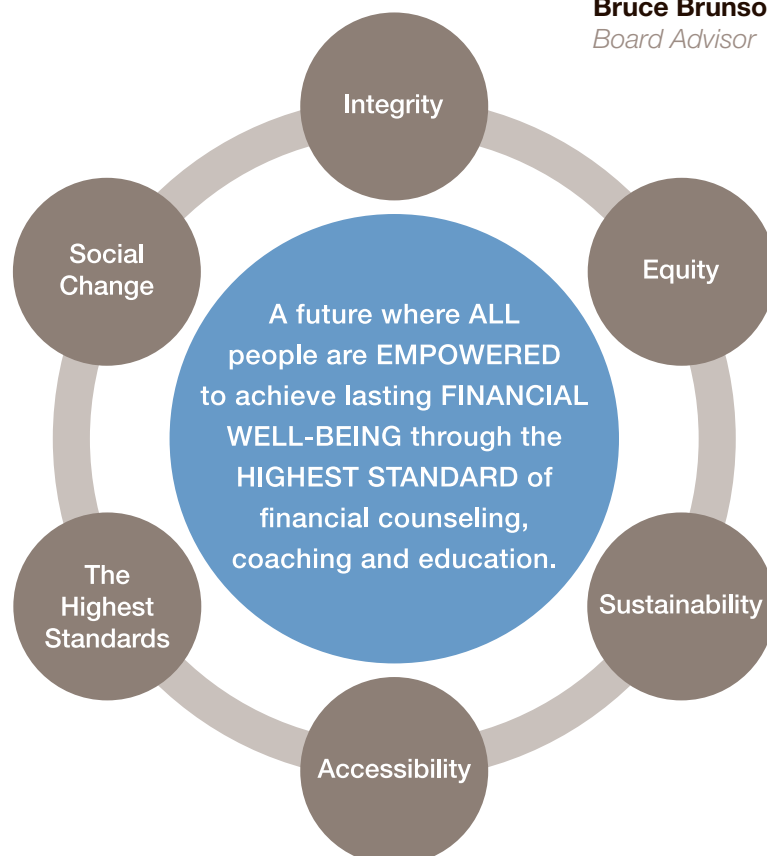 Bruce Brunso
Board Advisor
Integrity
Social
Change
Equity
A future where ALL
people are EMPOWERED
to achieve lasting FINANCIAL
WELL-BEING through the
HIGHEST STANDARD of
financial counseling,
coaching and education.
The
Highest
Standards
Sustainability
Accessibility